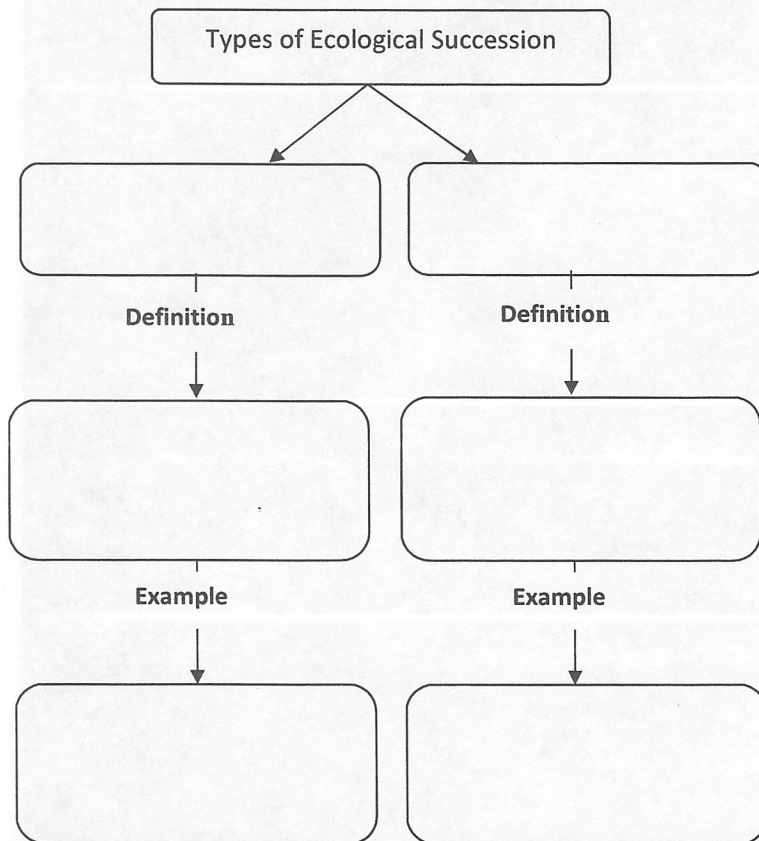 Types of Ecological Succession
Definition
Definition
Example
Example